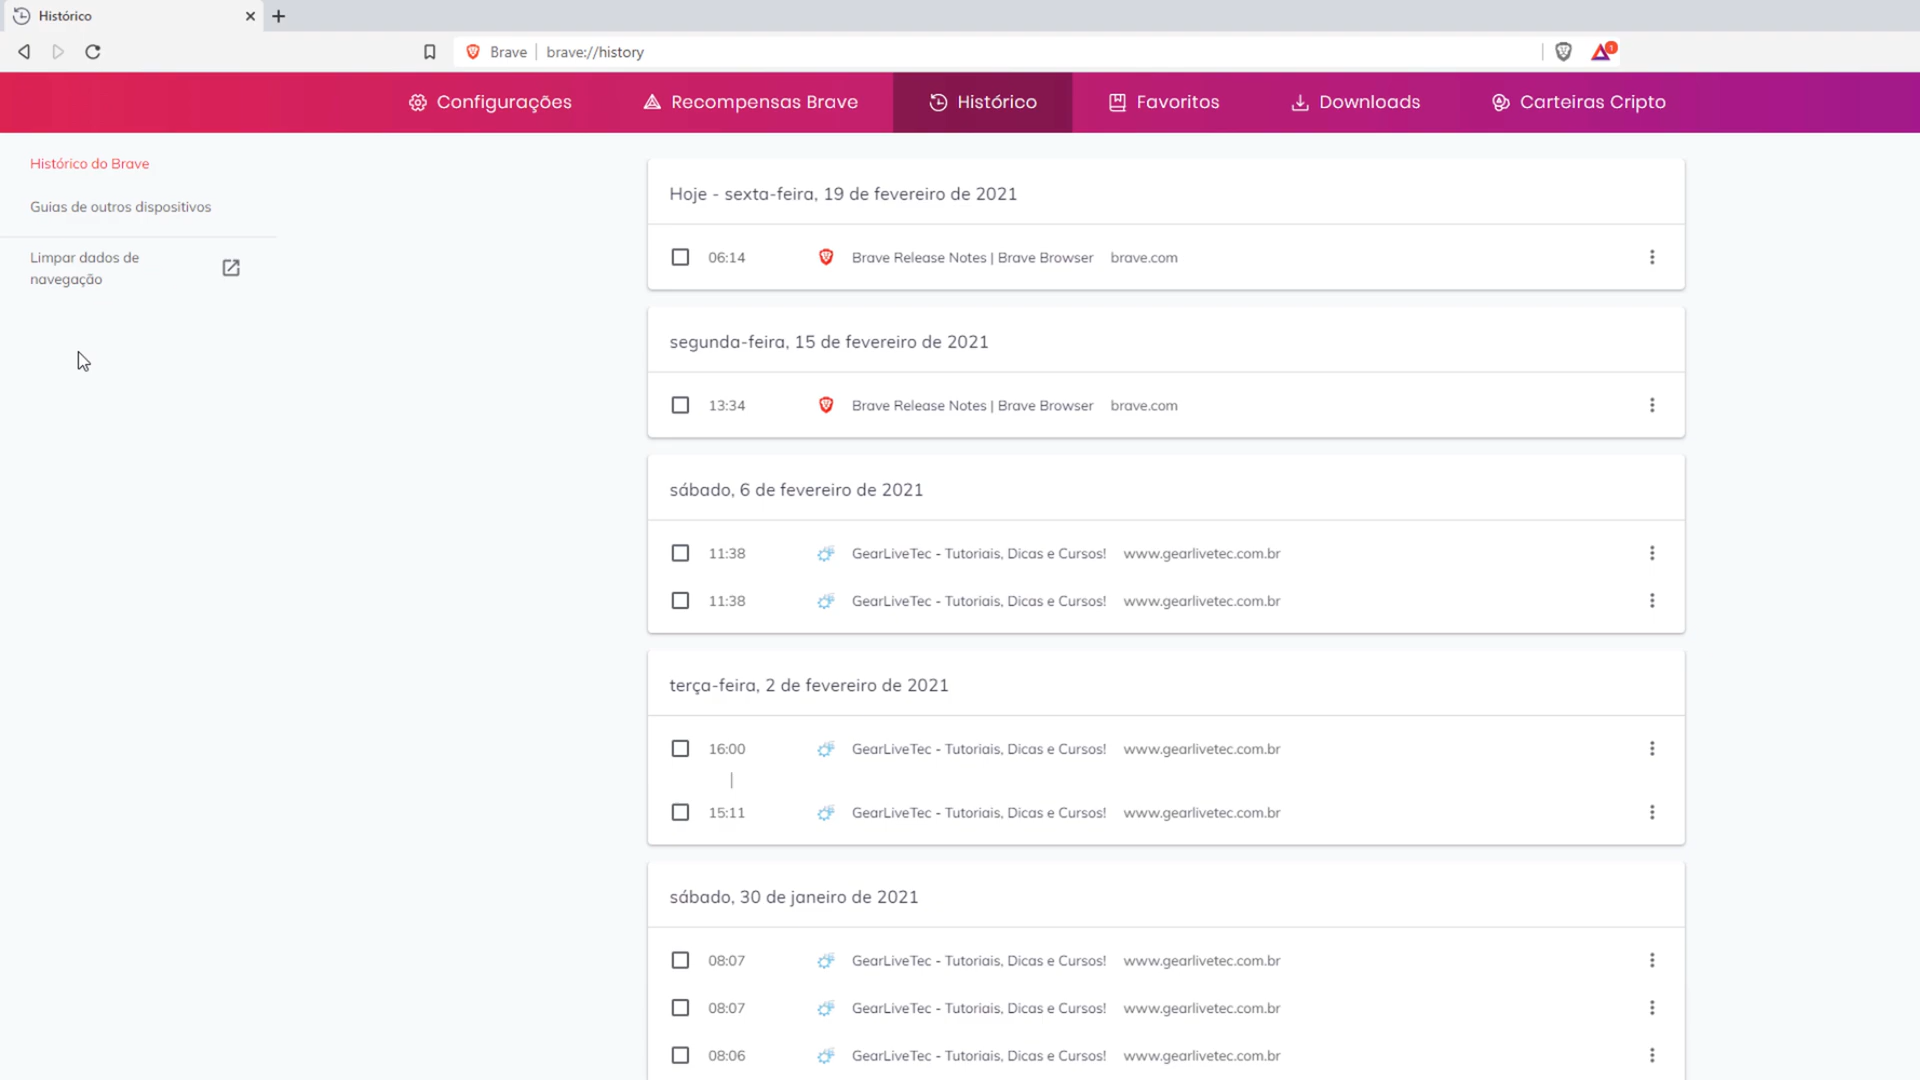 Histórico
Brave | brave://history
1
Configurações
Recompensas Brave
Histórico
Favoritos
Downloads
Carteiras Cripto
Histórico do Brave
Guias de outros dispositivos
Limpar dados de
navegação
Hoje - sexta-feira, 19 de fevereiro de 2021
06:14 Brave Release Notes | Brave Browser brave.com
segunda-feira, 15 de fevereiro de 2021
13:34 Brave Release Notes | Brave Browser brave.com
sábado, 6 de fevereiro de 2021
11:38 GearLiveTec - Tutoriais, Dicas e Cursos! www.gearlivetec.com.br
11:38 GearLiveTec - Tutoriais, Dicas e Cursos! www.gearlivetec.com.br
terça-feira, 2 de fevereiro de 2021
16:00 GearLiveTec - Tutoriais, Dicas e Cursos! www.gearlivetec.com.br
15:11 GearLiveTec - Tutoriais, Dicas e Cursos! www.gearlivetec.com.br
sábado, 30 de janeiro de 2021
08:07 GearLiveTec - Tutoriais, Dicas e Cursos! www.gearlivetec.com.br
08:07 GearLiveTec - Tutoriais, Dicas e Cursos! www.gearlivetec.com.br
08:06 GearLiveTec - Tutoriais, Dicas e Cursos! www.gearlivetec.com.br